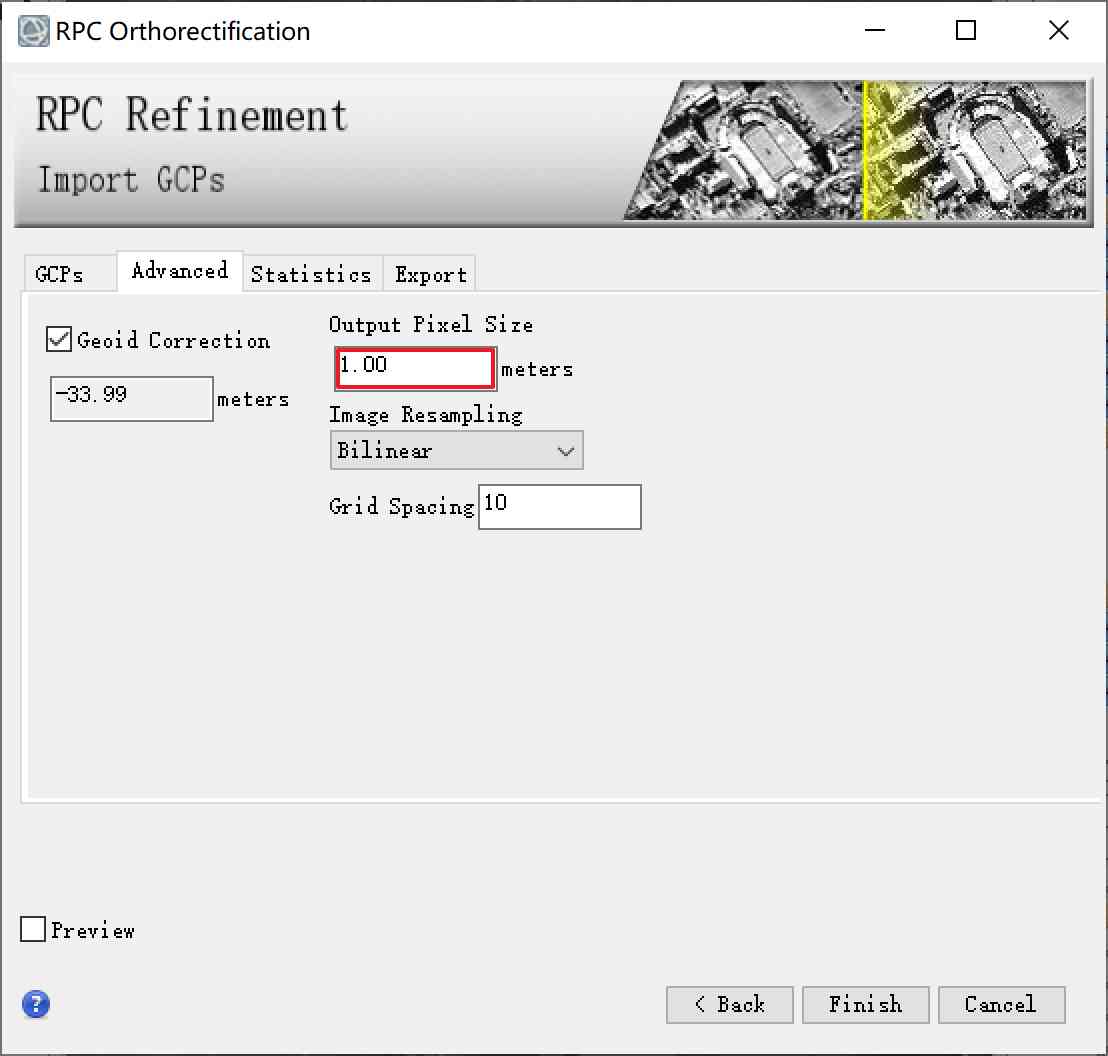 RPC Orthorectification
RPC Refinement
Import GCPs
GCPs
Advanced
Statistics
Export
Geoid Correction
-33.99
meters
Output Pixel Size
1.00
meters
Image Resampling
Bilinear
Grid Spacing
10
Preview
?
< Back
Finish
Cancel